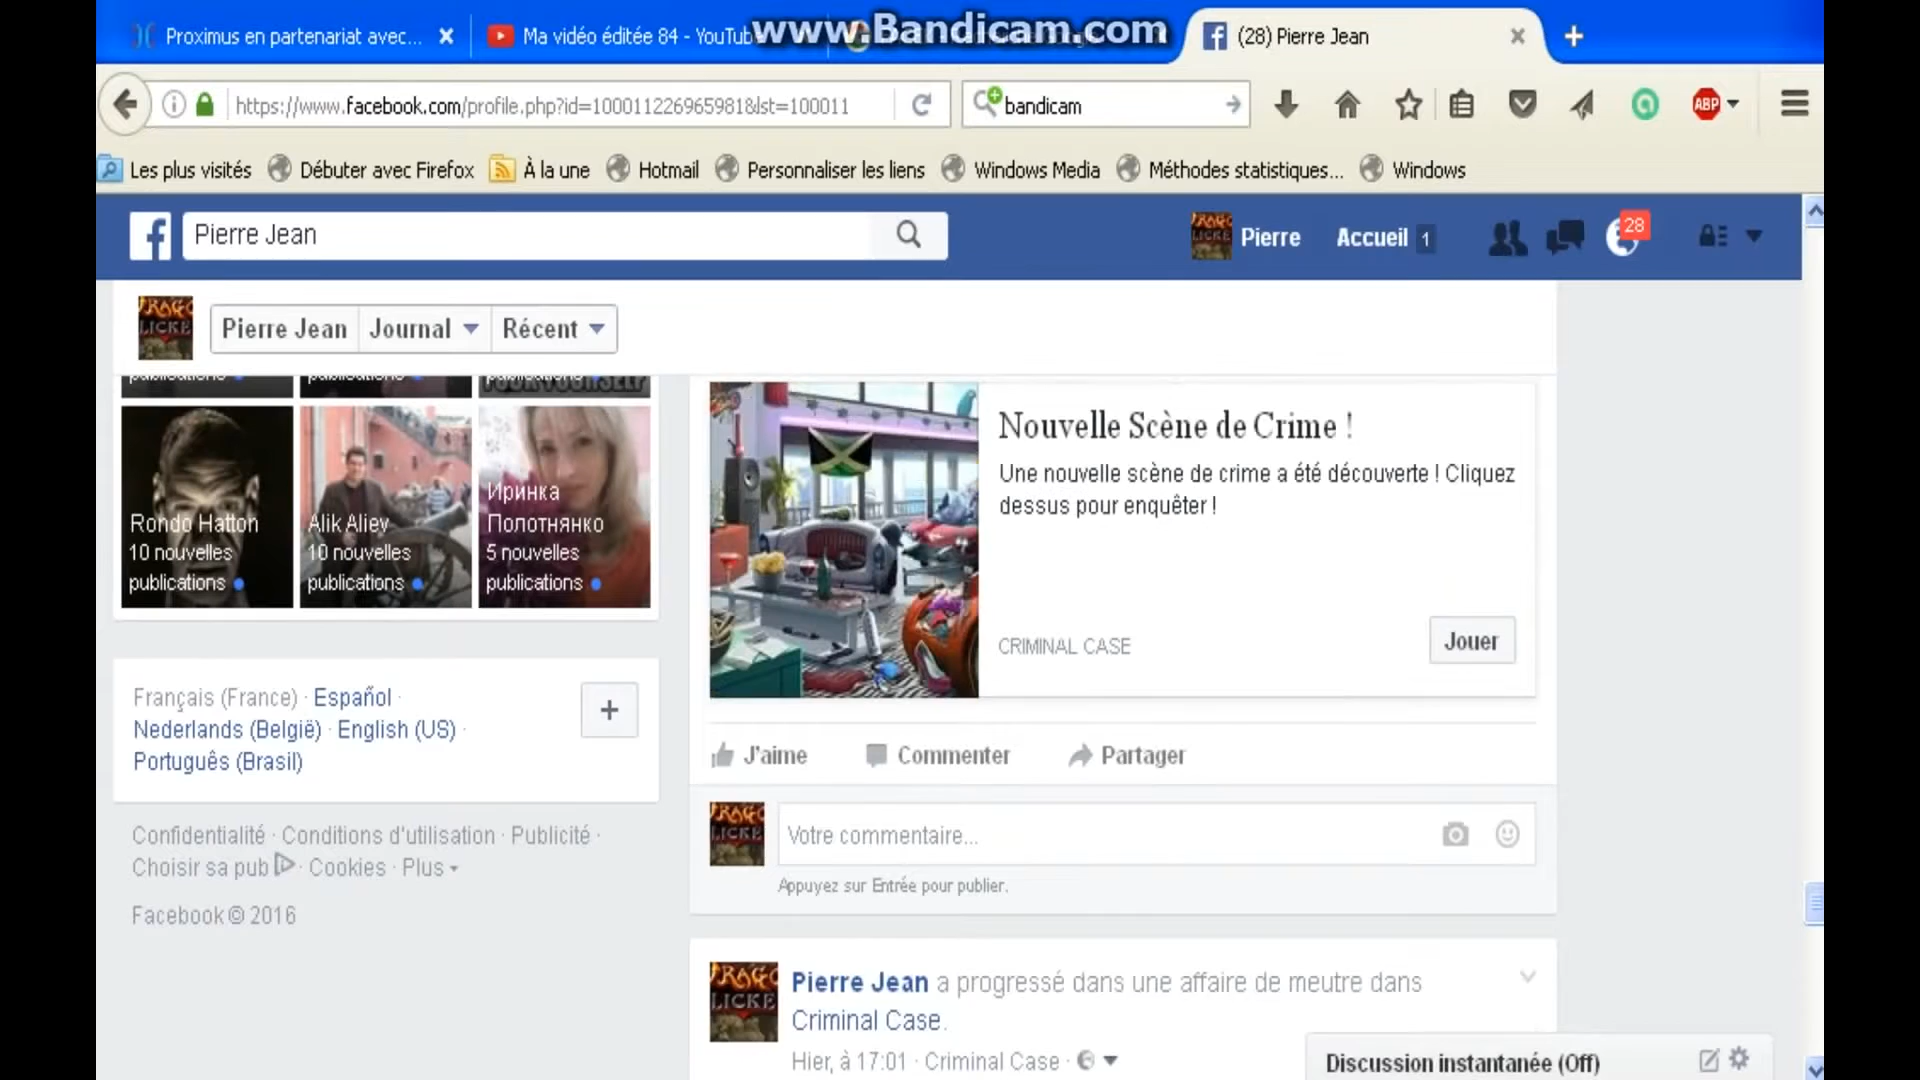 Proximus en partenariat avec...
Ma vidéo éditée 84 - YouTube
www.Bandicam.com
(28) Pierre Jean
https://www.facebook.com/profile.php?id=100011226965981&lst=100011
bandicam
ABP
Les plus visités
Débuter avec Firefox
À la une
Hotmail
Personnaliser les liens
Windows Media
Méthodes statistiques...
Windows
Pierre Jean
Pierre
Accueil 1
28
Pierre Jean
Journal
Récent
publications
publications
publications
YOURSELF
Nouvelle Scène de Crime !
Une nouvelle scène de crime a été découverte ! Cliquez
dessus pour enquêter !
CRIMINAL CASE
Jouer
Rondo Hatton
10 nouvelles
publications
Alik Aliev
10 nouvelles
publications
Иринка
Полотнянко
5 nouvelles
publications
Français (France) · Español ·
Nederlands (België) · English (US) ·
Português (Brasil)
+
J'aime
Commenter
Partager
Votre commentaire...
Appuyez sur Entrée pour publier.
Confidentialité · Conditions d'utilisation · Publicité ·
Choisir sa pub · Cookies · Plus
Facebook © 2016
Pierre Jean a progressé dans une affaire de meutre dans
Criminal Case.
Hier, à 17:01 · Criminal Case ·
Discussion instantanée (Off)